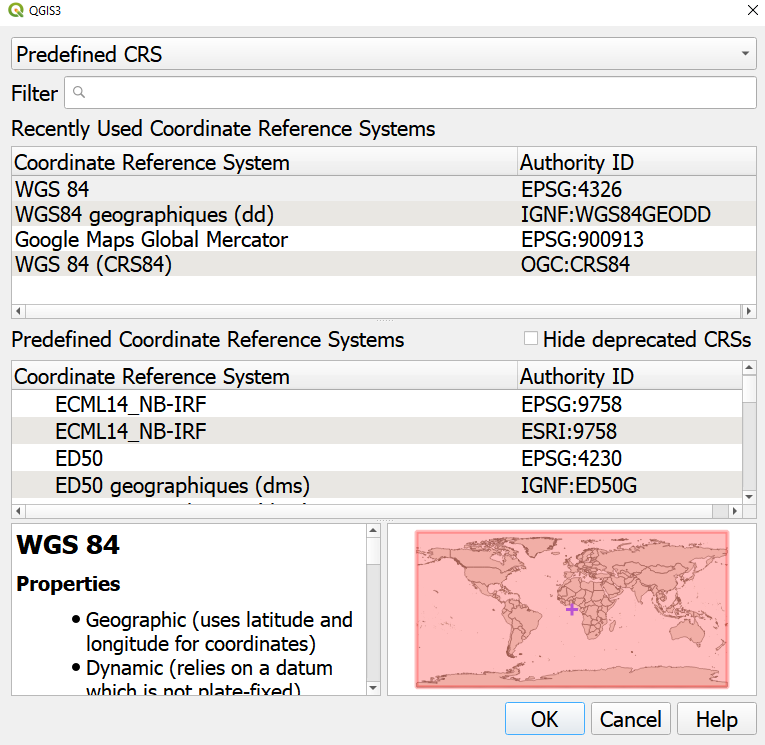 QGIS3
Predefined CRS
Filter
Recently Used Coordinate Reference Systems
Coordinate Reference System Authority ID
WGS 84 EPSG:4326
WGS84 geographiques (dd) IGNF:WGS84GEODD
Google Maps Global Mercator EPSG:900913
WGS 84 (CRS84) OGC:CRS84
Predefined Coordinate Reference Systems Hide deprecated CRSs
Coordinate Reference System Authority ID
ECML14_NB-IRF EPSG:9758
ECML14_NB-IRF ESRI:9758
ED50 EPSG:4230
ED50 geographiques (dms) IGNF:ED50G
WGS 84
Properties
• Geographic (uses latitude and
longitude for coordinates)
• Dynamic (relies on a datum
which is not plate-fixed)
OK Cancel Help